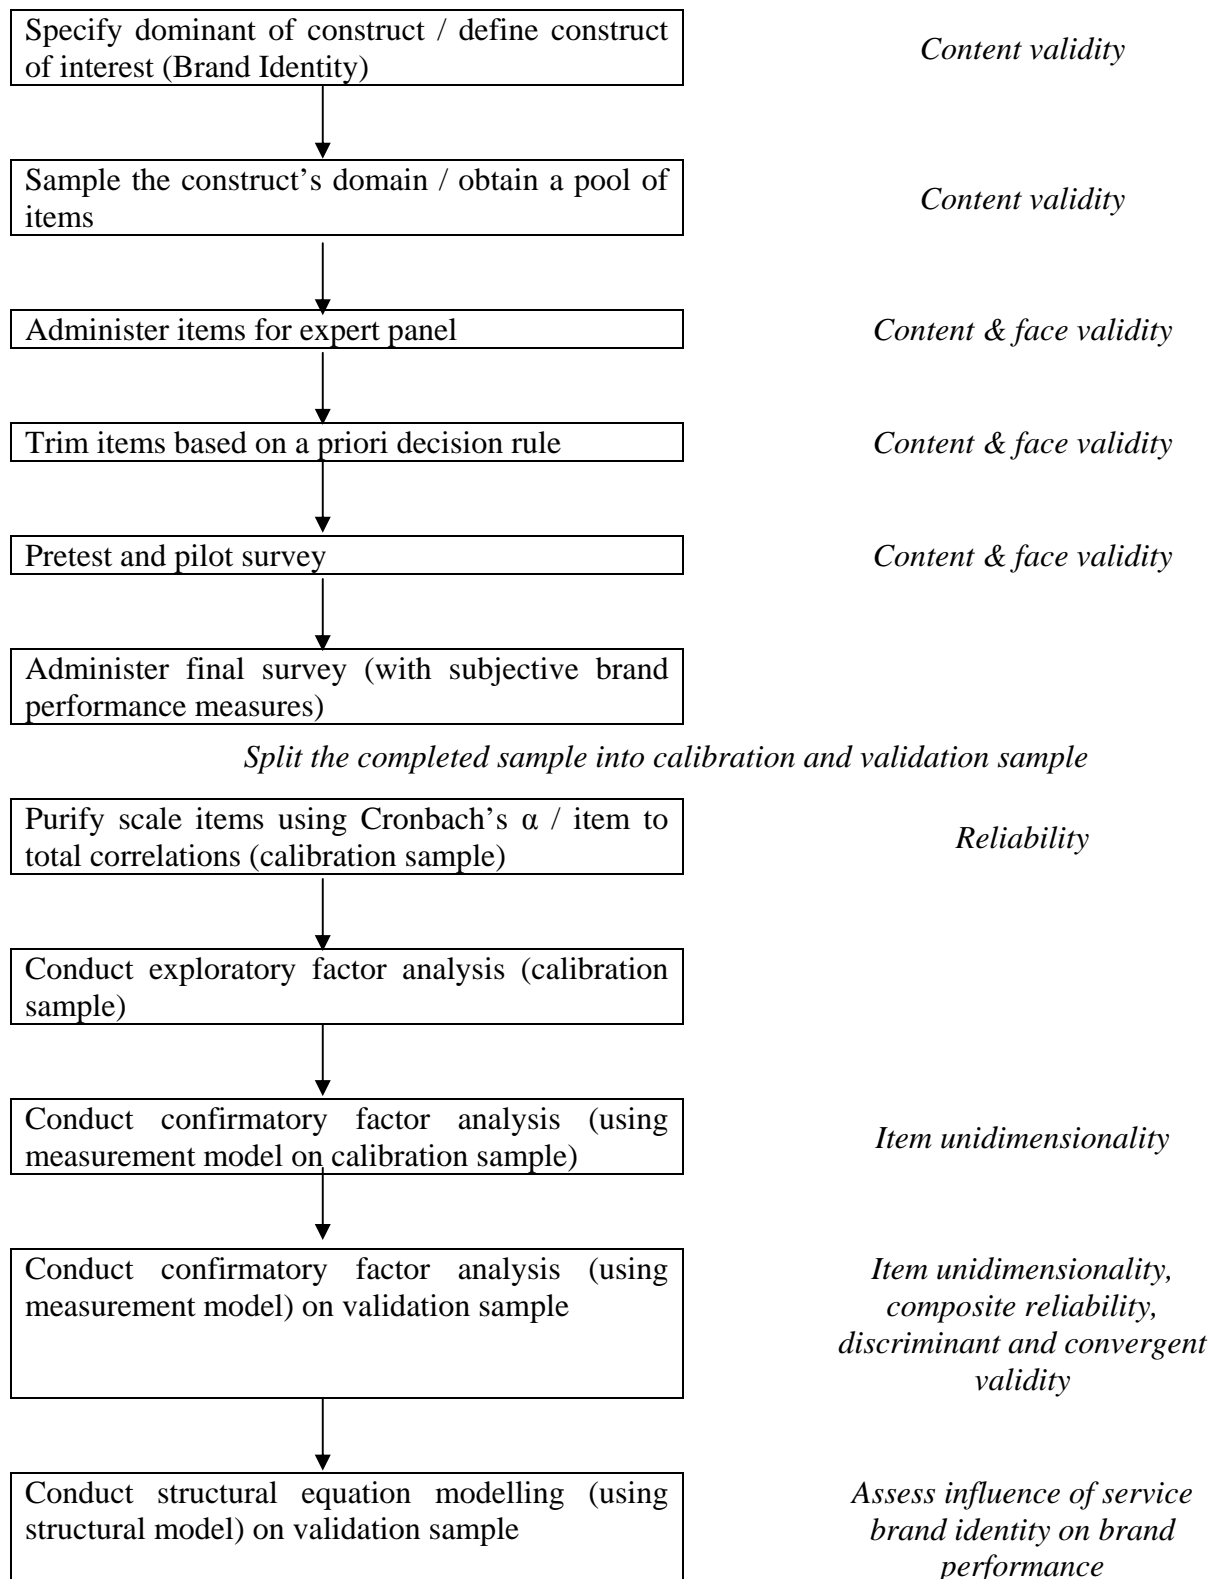 Specify dominant of construct / define construct
of interest (Brand Identity)
Content validity
Sample the construct's domain / obtain a pool of
items
Content validity
Administer items for expert panel
Content & face validity
Trim items based on a priori decision rule
Content & face validity
Pretest and pilot survey
Content & face validity
Administer final survey (with subjective brand
performance measures)
Split the completed sample into calibration and validation sample
Purify scale items using Cronbach's α / item to
total correlations (calibration sample)
Reliability
Conduct exploratory factor analysis (calibration
sample)
Conduct confirmatory factor analysis (using
measurement model on calibration sample)
Item unidimensionality
Conduct confirmatory factor analysis (using
measurement model) on validation sample
Item unidimensionality,
composite reliability,
discriminant and convergent
validity
Conduct structural equation modelling (using
structural model) on validation sample
Assess influence of service
brand identity on brand
performance